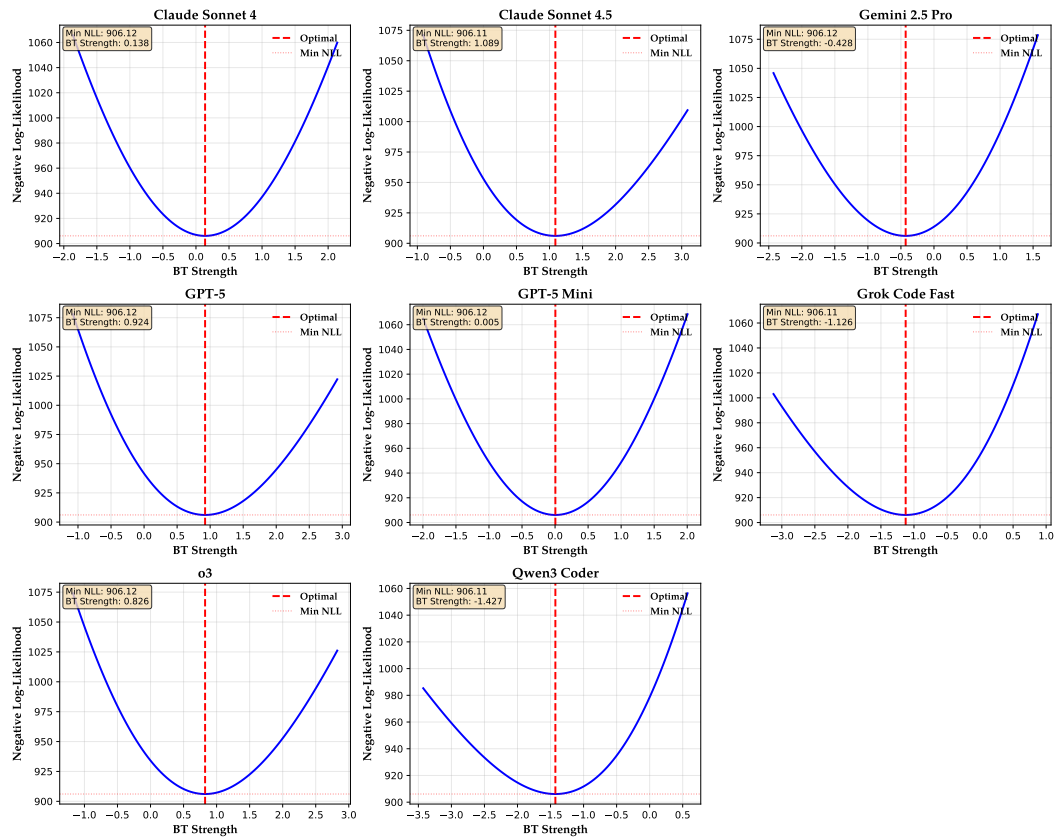 Claude Sonnet 4
Min NLL: 906.12
BT Strength: 0.138
Optimal
Min NLL
Negative Log-Likelihood
1060
1040
1020
1000
980
960
940
920
900
−2.0 −1.5 −1.0 −0.5 0.0 0.5 1.0 1.5 2.0
BT Strength
Claude Sonnet 4.5
Min NLL: 906.11
BT Strength: 1.089
Optimal
Min NLL
Negative Log-Likelihood
1075
1050
1025
1000
975
950
925
900
−1.0 −0.5 0.0 0.5 1.0 1.5 2.0 2.5 3.0
BT Strength
Gemini 2.5 Pro
Min NLL: 906.12
BT Strength: -0.428
Optimal
Min NLL
Negative Log-Likelihood
1075
1050
1025
1000
975
950
925
900
−2.5 −2.0 −1.5 −1.0 −0.5 0.0 0.5 1.0 1.5
BT Strength
GPT-5
Min NLL: 906.12
BT Strength: 0.924
Optimal
Min NLL
Negative Log-Likelihood
1075
1050
1025
1000
975
950
925
900
−1.0 −0.5 0.0 0.5 1.0 1.5 2.0 2.5 3.0
BT Strength
GPT-5 Mini
Min NLL: 906.12
BT Strength: 0.005
Optimal
Min NLL
Negative Log-Likelihood
1060
1040
1020
1000
980
960
940
920
900
−2.0 −1.5 −1.0 −0.5 0.0 0.5 1.0 1.5 2.0
BT Strength
Grok Code Fast
Min NLL: 906.11
BT Strength: -1.126
Optimal
Min NLL
Negative Log-Likelihood
1060
1040
1020
1000
980
960
940
920
900
−3.0 −2.5 −2.0 −1.5 −1.0 −0.5 0.0 0.5 1.0
BT Strength
o3
Min NLL: 906.12
BT Strength: 0.826
Optimal
Min NLL
Negative Log-Likelihood
1075
1050
1025
1000
975
950
925
900
−1.0 −0.5 0.0 0.5 1.0 1.5 2.0 2.5 3.0
BT Strength
Qwen3 Coder
Min NLL: 906.11
BT Strength: -1.427
Optimal
Min NLL
Negative Log-Likelihood
1060
1040
1020
1000
980
960
940
920
900
−3.5 −3.0 −2.5 −2.0 −1.5 −1.0 −0.5 0.0 0.5
BT Strength